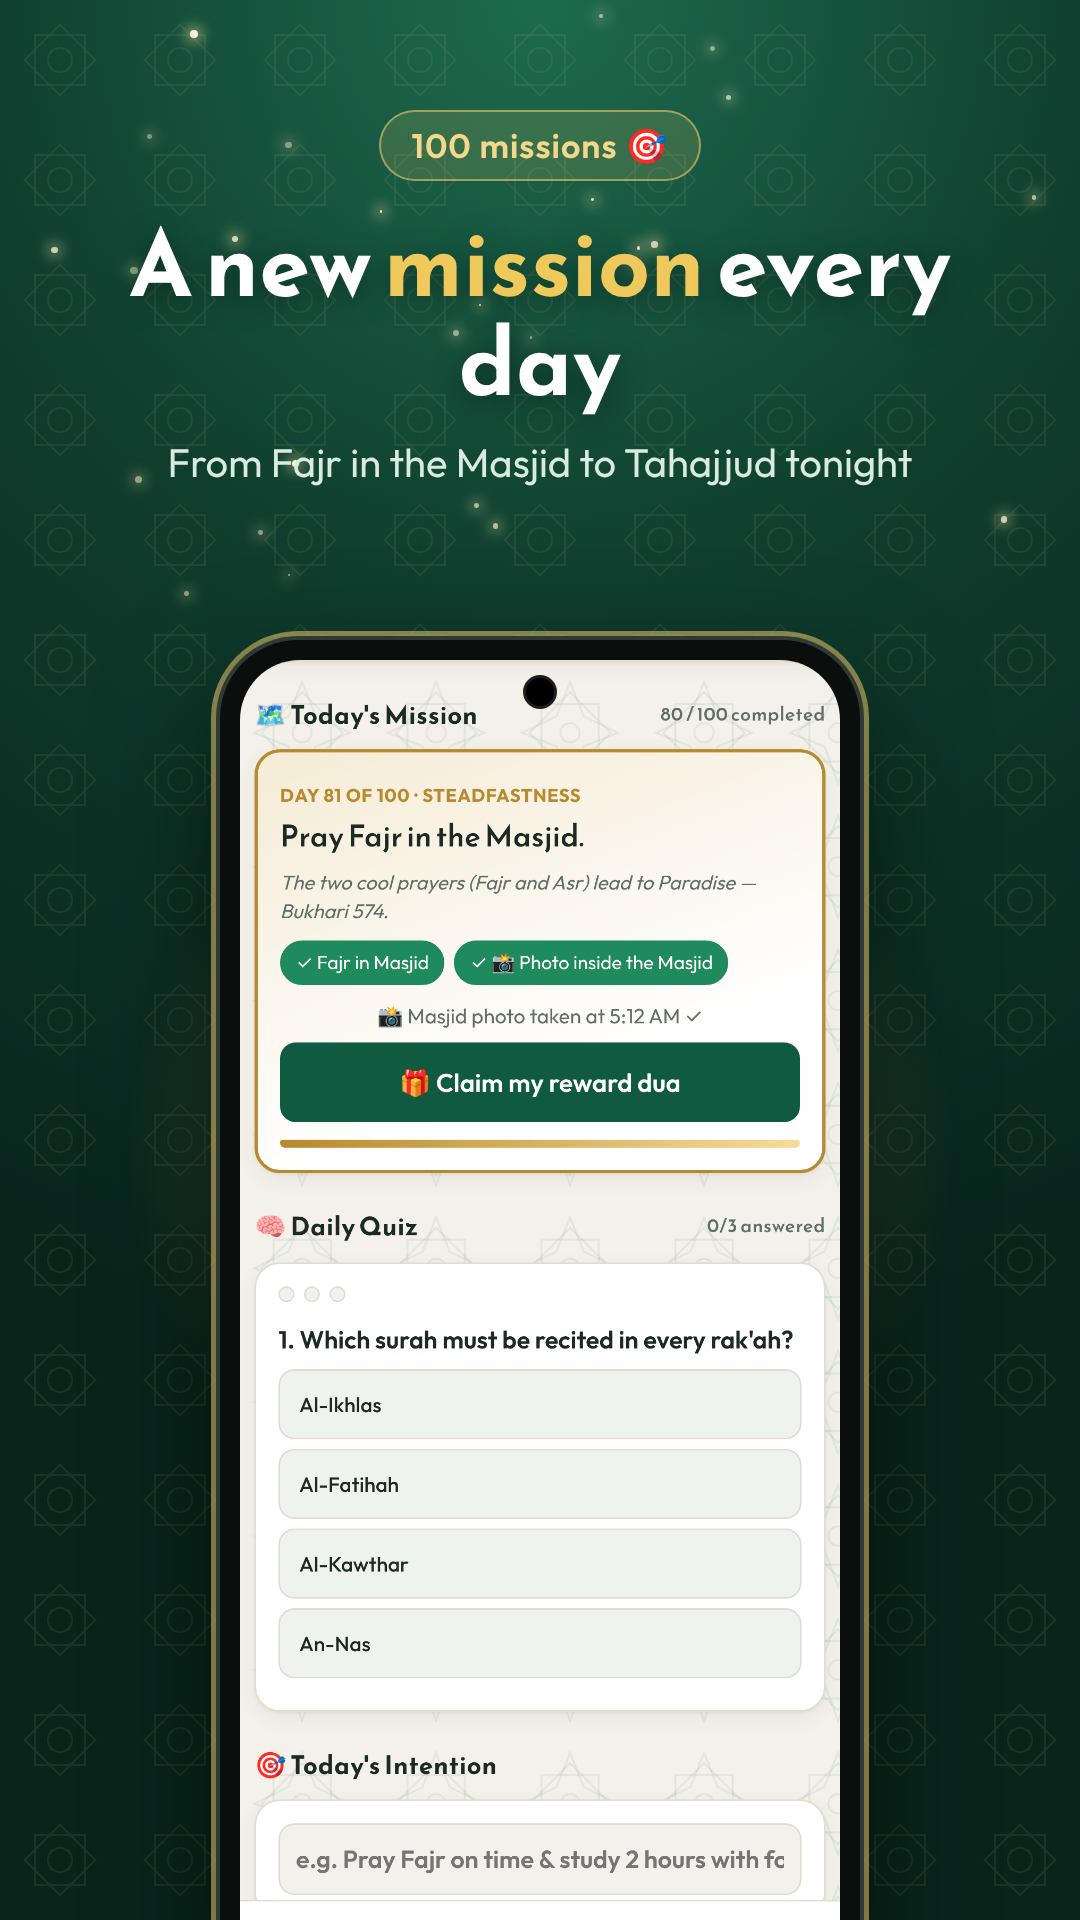 100 missions 🎯
A new mission every
day
From Fajr in the Masjid to Tahajjud tonight
🗺️ Today's Mission
80 / 100 completed
DAY 81 OF 100 · STEADFASTNESS
Pray Fajr in the Masjid.
The two cool prayers (Fajr and Asr) lead to Paradise —
Bukhari 574.
✓ Fajr in Masjid
✓ 📸 Photo inside the Masjid
📸 Masjid photo taken at 5:12 AM ✓
🎁 Claim my reward dua
🧠 Daily Quiz
0/3 answered
1. Which surah must be recited in every rak'ah?
Al-Ikhlas
Al-Fatihah
Al-Kawthar
An-Nas
🎯 Today's Intention
e.g. Pray Fajr on time & study 2 hours with